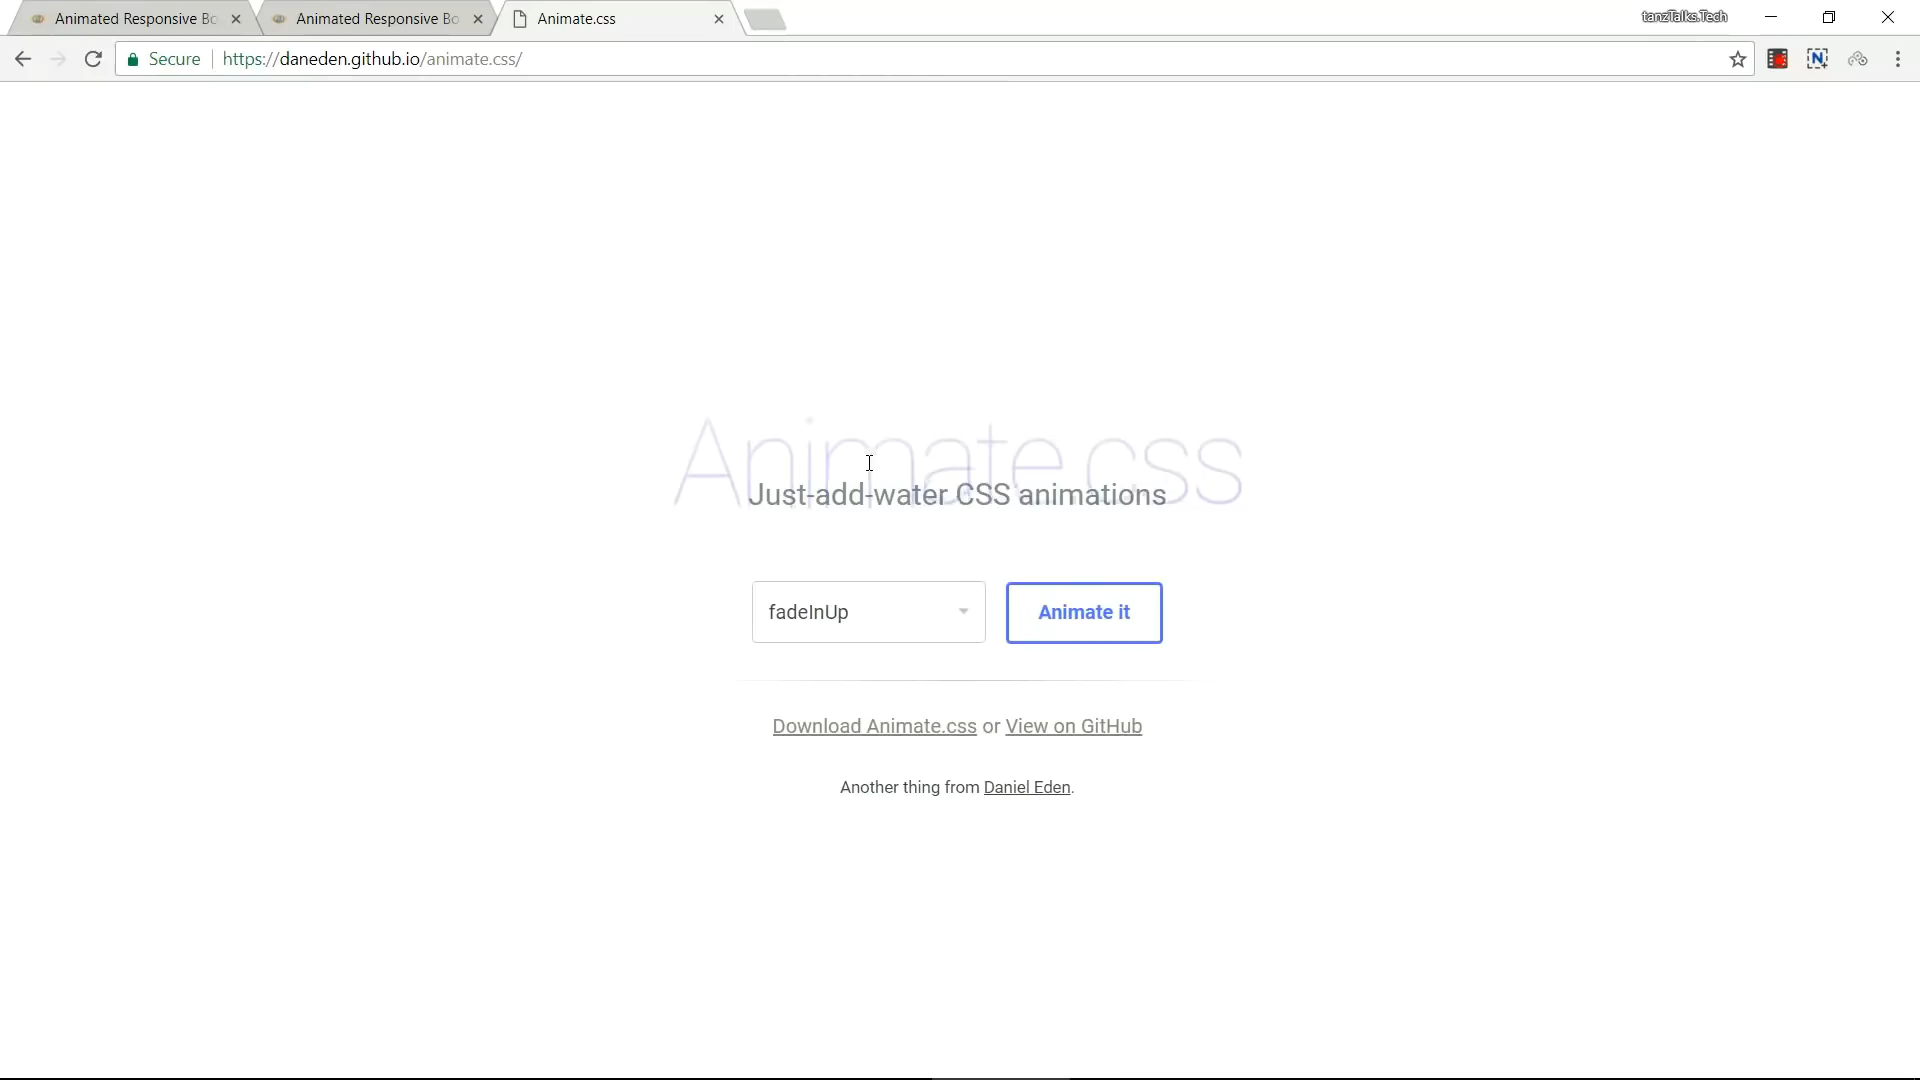 Animated Responsive Bo
Animated Responsive Bo
Animate.css
tanzTalks.Tech
Secure
https://daneden.github.io/animate.css/
Animate.css
Just-add-water CSS animations
fadeInUp
Animate it
Download Animate.css or View on GitHub
Another thing from Daniel Eden.